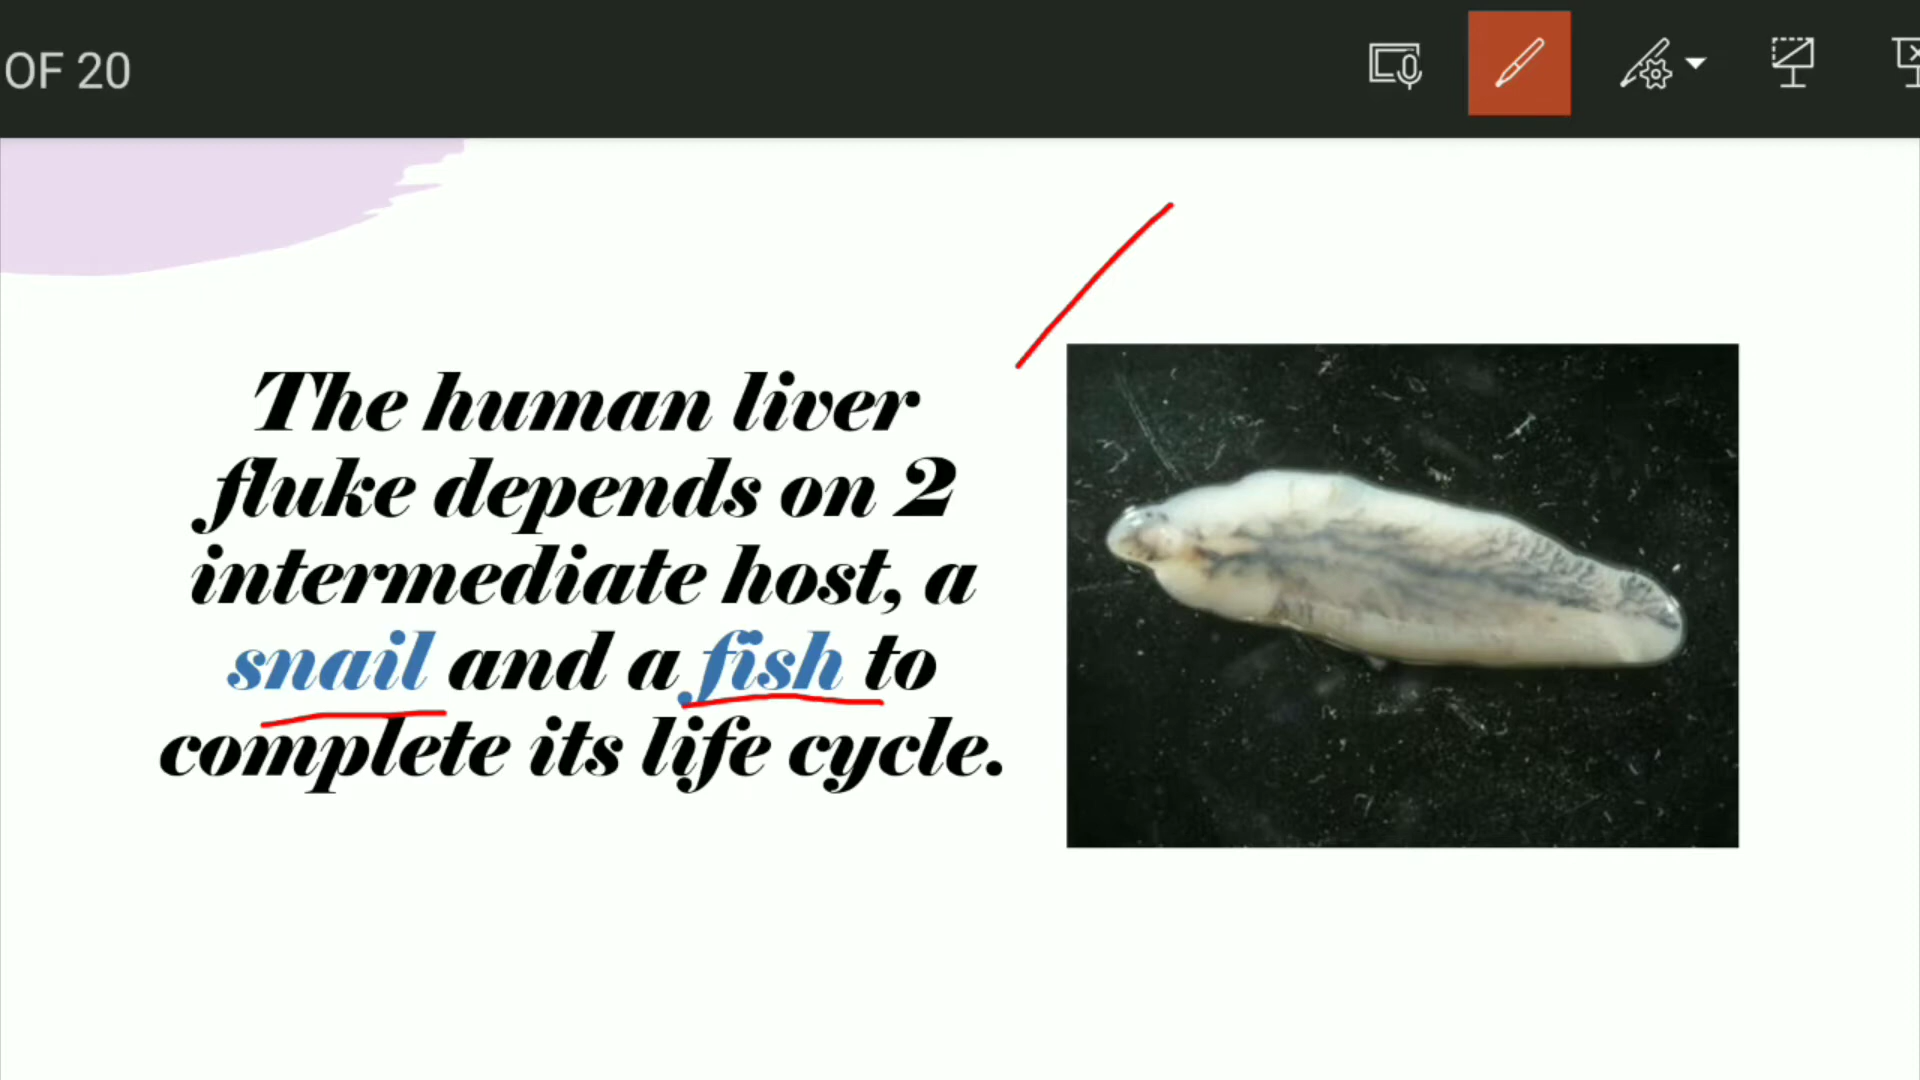 OF 20
The human liver
fluke depends on 2
intermediate host, a
snail and a fish to
complete its life cycle.